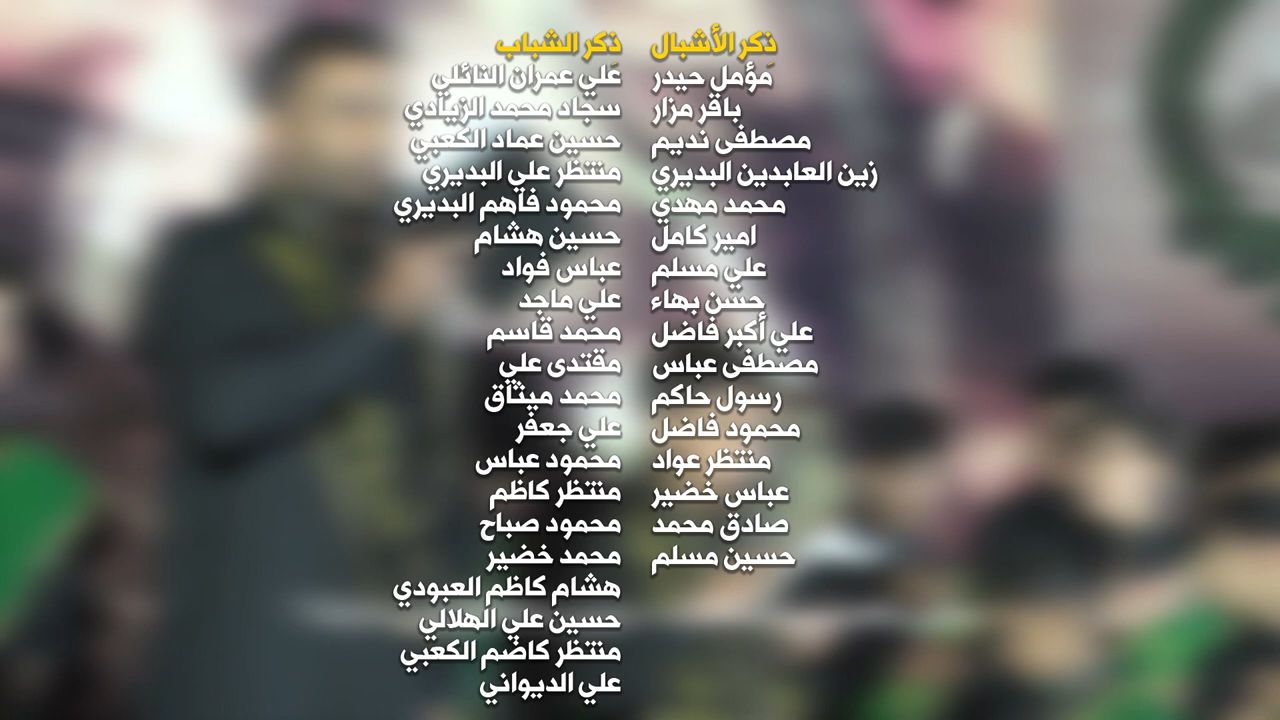 ذكر الأشبال
مؤمل حيدر
باقر مزار
مصطفى نديم
زين العابدين البديري
محمد مهدي
امير كامل
علي مسلم
حسن بهاء
علي أكبر فاضل
مصطفى عباس
رسول حاكم
محمود فاضل
منتظر عواد
عباس خضير
صادق محمد
حسين مسلم
ذكر الشباب
علي عمران النائلي
سجاد محمد الزيادي
حسين عماد الكعبي
منتظر علي البديري
محمود فاهم البديري
حسين هشام
عباس فواد
علي ماجد
محمد قاسم
مقتدى علي
محمد ميثاق
علي جعفر
محمود عباس
منتظر كاظم
محمود صباح
محمد خضير
هشام كاظم العبودي
حسين علي الهلالي
منتظر كاضم الكعبي
علي الديواني